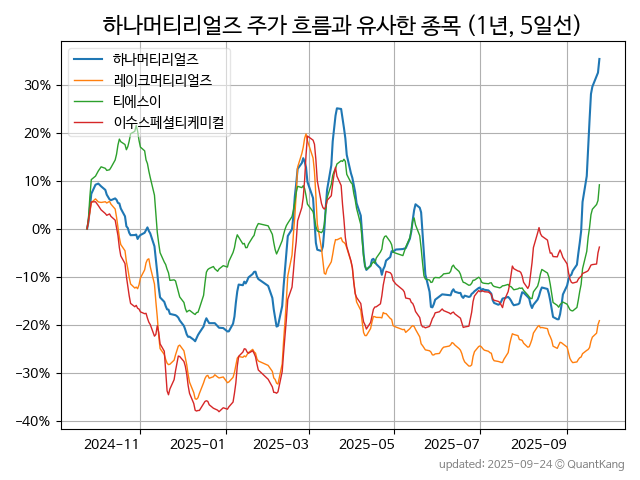 하나머티리얼즈 주가 흐름과 유사한 종목 (1년, 5일선)
하나머티리얼즈
레이크머티리얼즈
티에스이
이수스페셜티케미컬
30%
20%
10%
0%
−10%
−20%
−30%
−40%
2024-11 2025-01 2025-03 2025-05 2025-07 2025-09
updated: 2025-09-24 © QuantKang